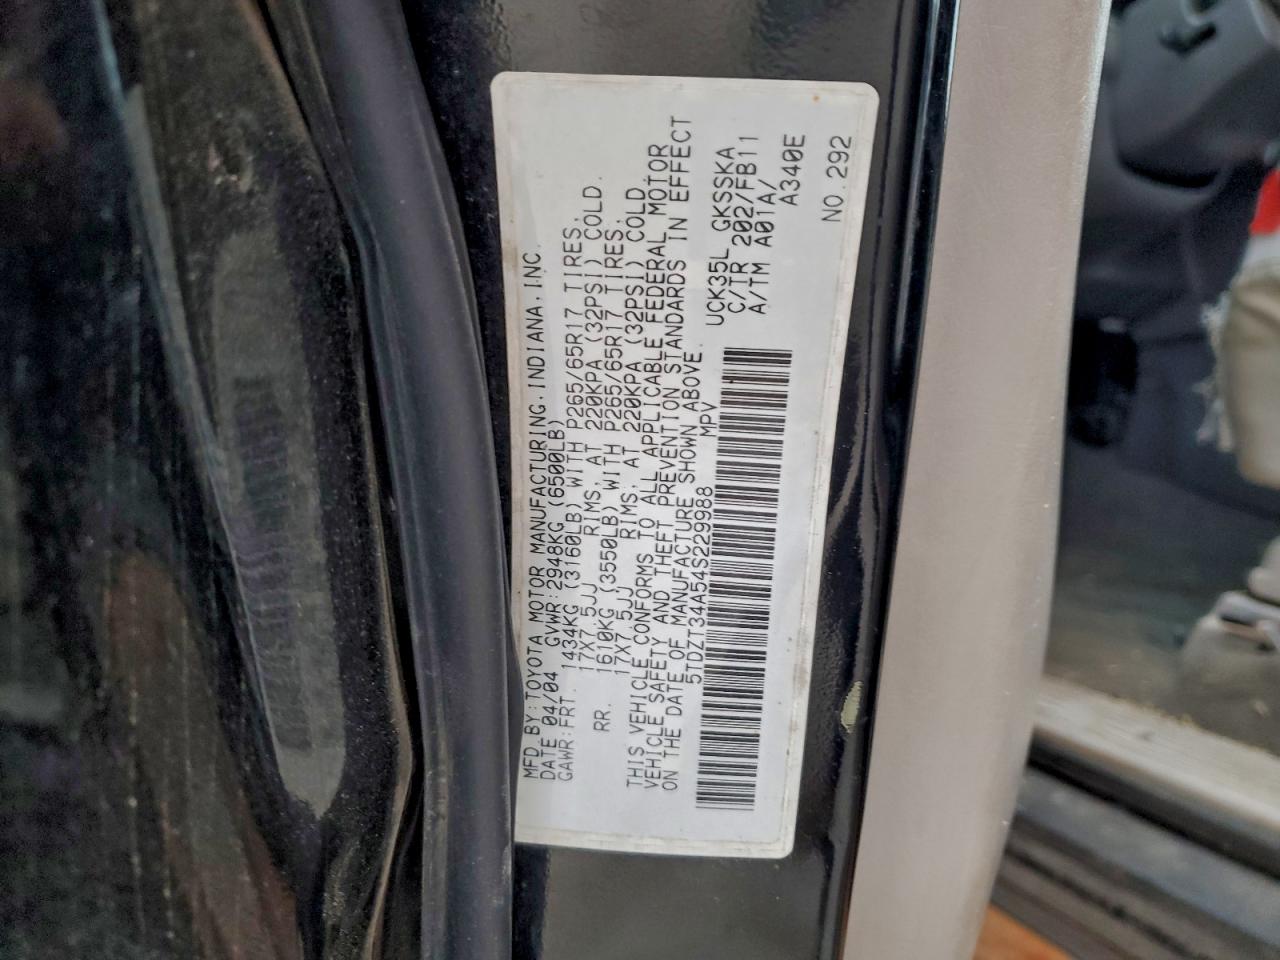 MFD BY:TOYOTA MOTOR MANUFACTURING.INDIANA.INC.
DATE 04/04 GVWR:2948KG (6500LB)
GAWR:FRT. 1434KG (3160LB) WITH P265/65R17 TIRES.
17X7.5JJ RIMS, AT 220KPA (32PSI) COLD.
RR. 1610KG (3550LB) WITH P265/65R17 TIRES.
17X7.5JJ RIMS, AT 220KPA (32PSI) COLD
THIS VEHICLE CONFORMS TO ALL APPLICABLE FEDERAL MOTOR
VEHICLE SAFETY AND THEFT PREVENTION STANDARDS IN EFFECT
ON THE DATE OF MANUFACTURE SHOWN ABOVE.
5TDZT34A54S229988 MPV
UCK35L GKSSKA
C/TR 202/FB11
A/TM A01A/
A340E
NO.292